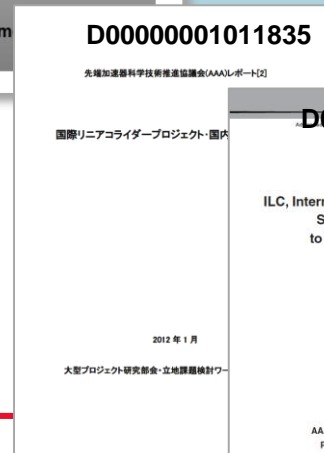 D00000001011835
先端加速器科学技術推進協議会(AAA)レポート[2]
国際リニアコライダープロジェクト・国内
2012 年 1 月
大型プロジェクト研究部会・立地課題検討ワー
ILC,
to